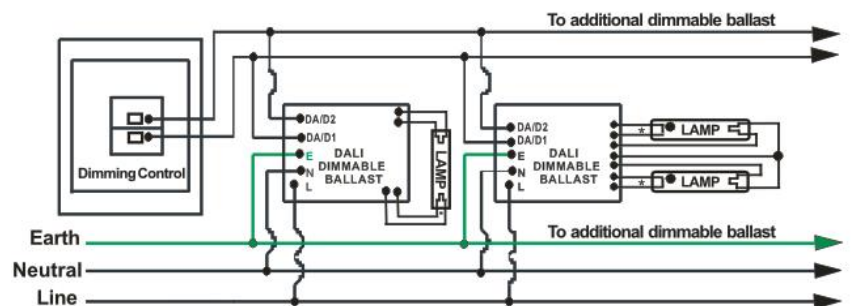 To additional dimmable ballast
Dimming Control
DA/D2
DA/D1
E
N
L
DALI
DIMMABLE
BALLAST
LAMP
*
DA/D2
DA/D1
E
N
L
DALI
DIMMABLE
BALLAST
* LAMP
* LAMP
Earth
To additional dimmable ballast
Neutral
Line